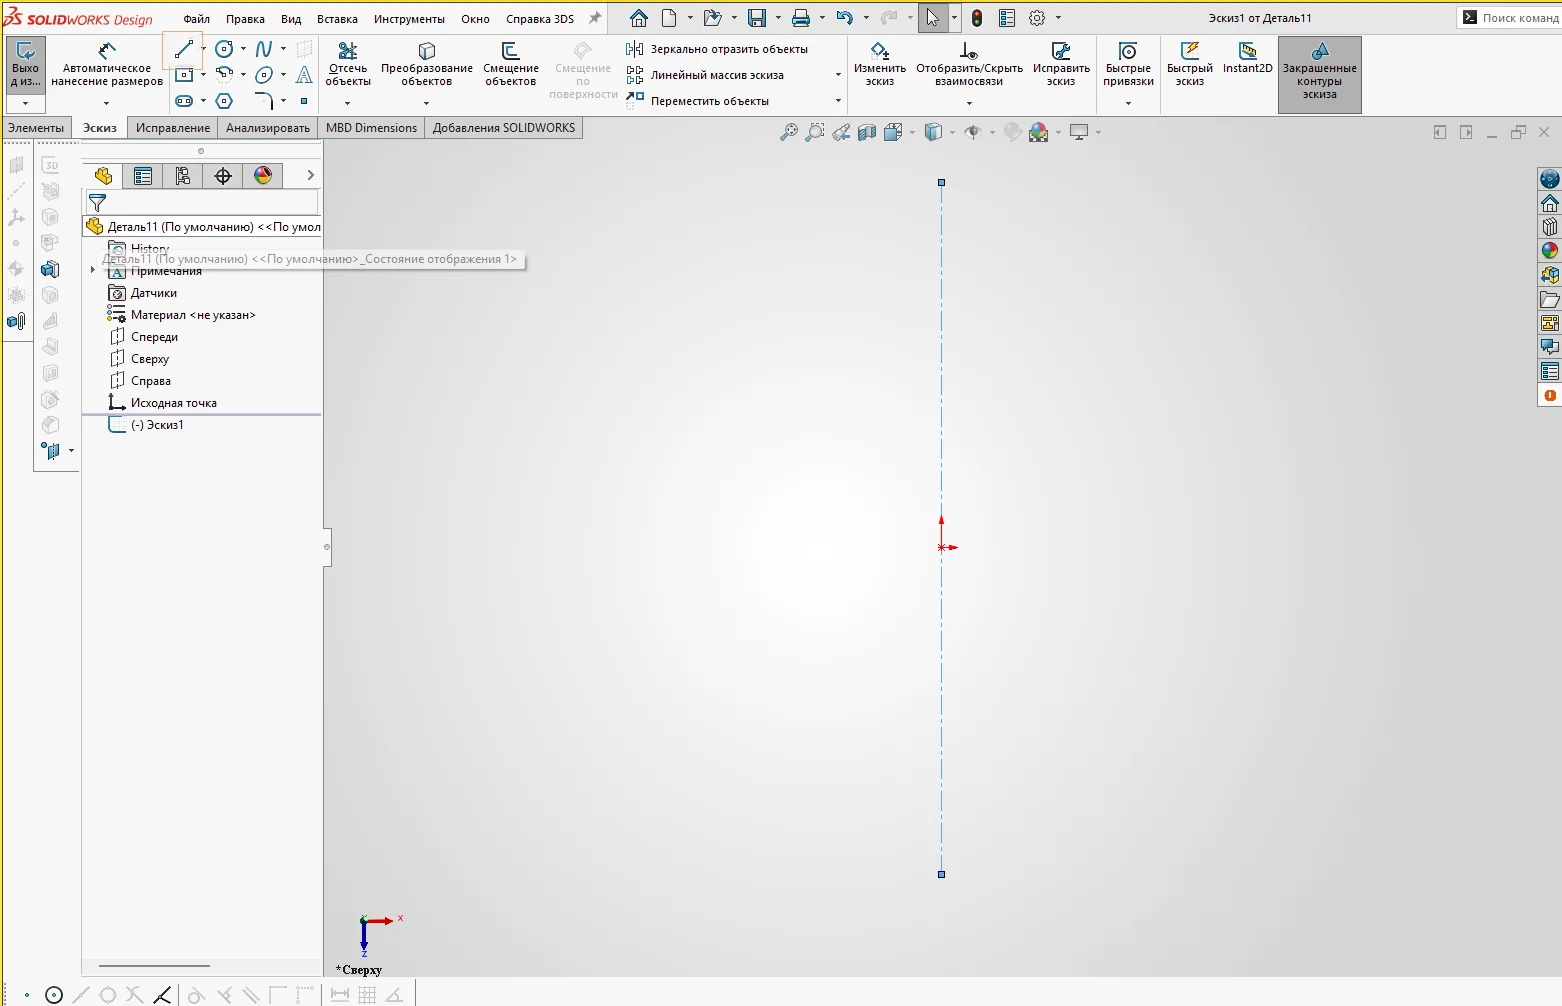 SOLIDWORKS Design Файл Правка Вид Вставка Инструменты Окно Справка 3DS Эскиз1 от Деталь11 Поиск команд
Выхо
д из...
Автоматическое
нанесение размеров
Отсечь
объекты
Преобразование
объектов
Смещение
объектов
Смещение
по
поверхности
Зеркально отразить объекты
Линейный массив эскиза
Переместить объекты
Изменить
эскиз
Отобразить/Скрыть
взаимосвязи
Исправить
эскиз
Быстрые
привязки
Быстрый
эскиз
Instant2D
Закрашенные
контуры
эскиза
Элементы Эскиз Исправление Анализировать MBD Dimensions Добавления SOLIDWORKS
3D
Деталь11 (По умолчанию) <<По умол
History
Деталь11 (По умолчанию) <<По умолчанию>_Состояние отображения 1>
Примечания
Датчики
Материал <не указан>
Спереди
Сверху
Справа
Исходная точка
(-) Эскиз1
X
Z
*Сверху